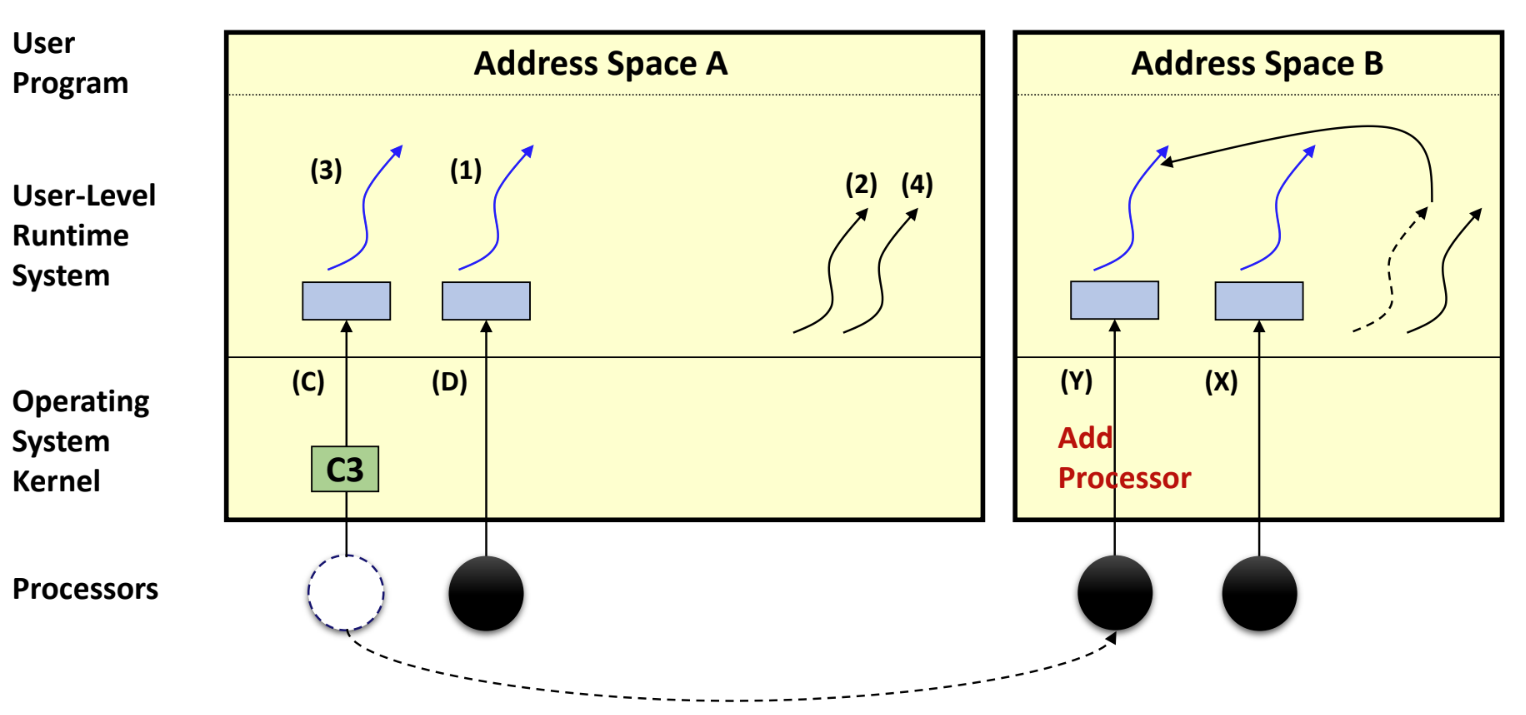 User
Program
Address Space A
Address Space B
User-Level
Runtime
System
(3)
(1)
(2)
(4)
Operating
System
Kernel
(C)
(D)
C3
(Y)
(X)
Add
Processor
Processors